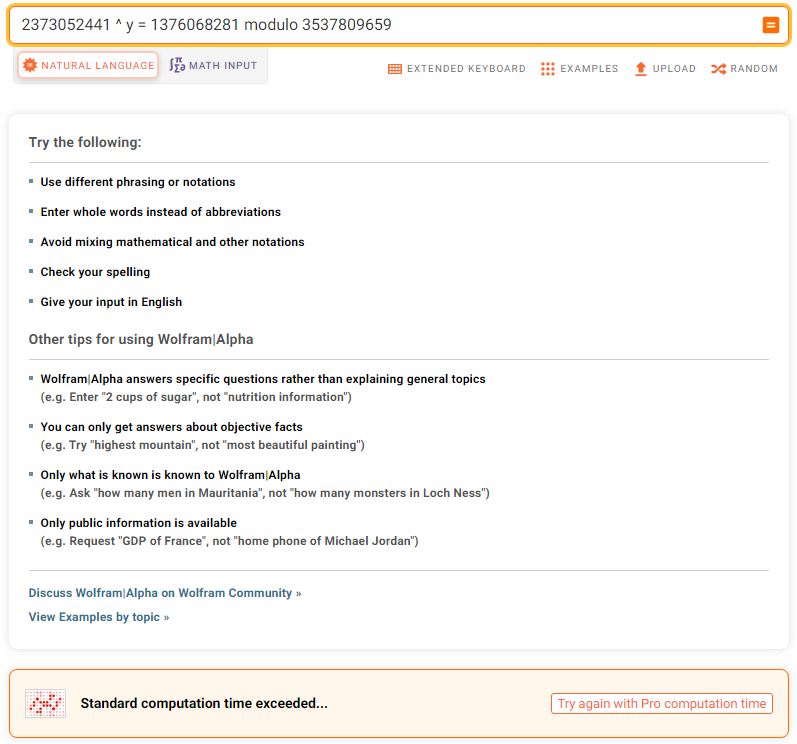 2373052441 ^ y = 1376068281 modulo 3537809659
NATURAL LANGUAGE
MATH INPUT
EXTENDED KEYBOARD
EXAMPLES
UPLOAD
RANDOM
Try the following:
Use different phrasing or notations
Enter whole words instead of abbreviations
Avoid mixing mathematical and other notations
Check your spelling
Give your input in English
Other tips for using Wolfram|Alpha
Wolfram|Alpha answers specific questions rather than explaining general topics
(e.g. Enter "2 cups of sugar", not "nutrition information")
You can only get answers about objective facts
(e.g. Try "highest mountain", not "most beautiful painting")
Only what is known is known to Wolfram|Alpha
(e.g. Ask "how many men in Mauritania", not "how many monsters in Loch Ness")
Only public information is available
(e.g. Request "GDP of France", not "home phone of Michael Jordan")
Discuss Wolfram|Alpha on Wolfram Community »
View Examples by topic »
Standard computation time exceeded...
Try again with Pro computation time